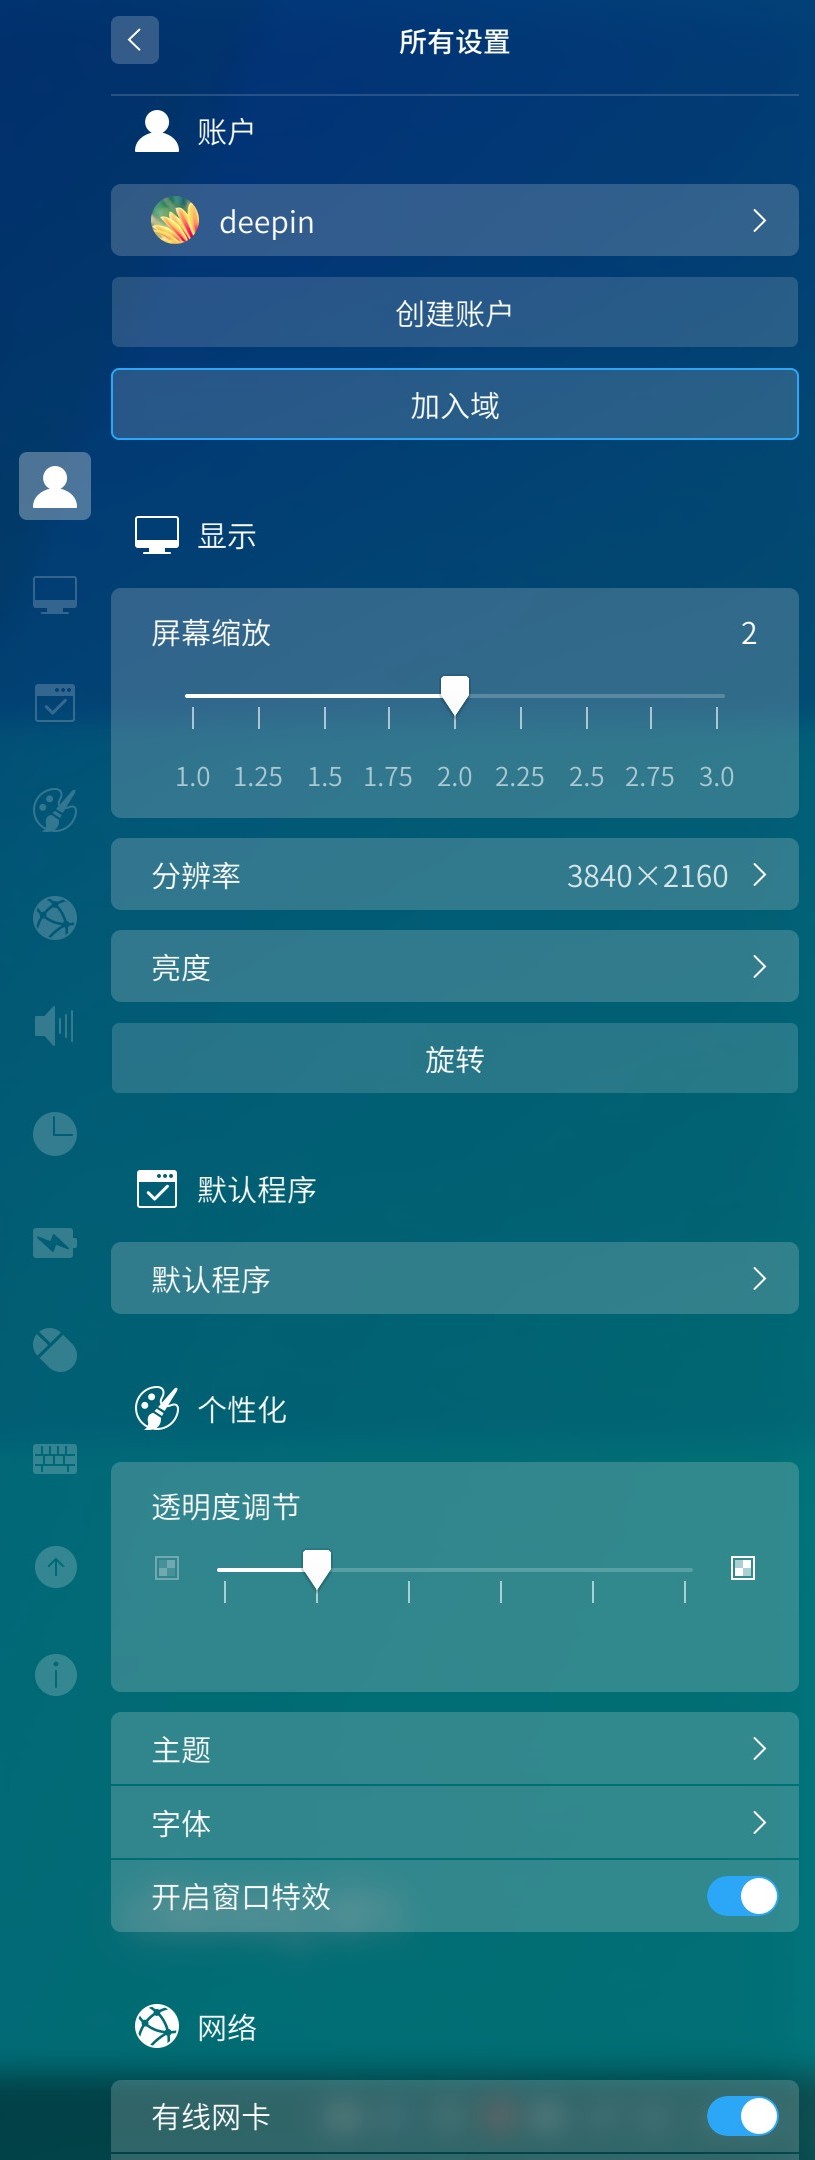 所有设置
账户
deepin
创建账户
加入域
显示
屏幕缩放 2
1.0 1.25 1.5 1.75 2.0 2.25 2.5 2.75 3.0
分辨率 3840×2160
亮度
旋转
默认程序
默认程序
个性化
透明度调节
主题
字体
开启窗口特效
网络
有线网卡